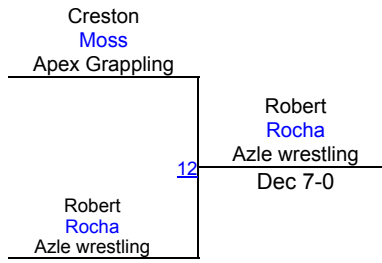 Creston
Moss
Apex Grappling
Robert
Rocha
Azle wrestling
12
Dec 7-0
Robert
Rocha
Azle wrestling